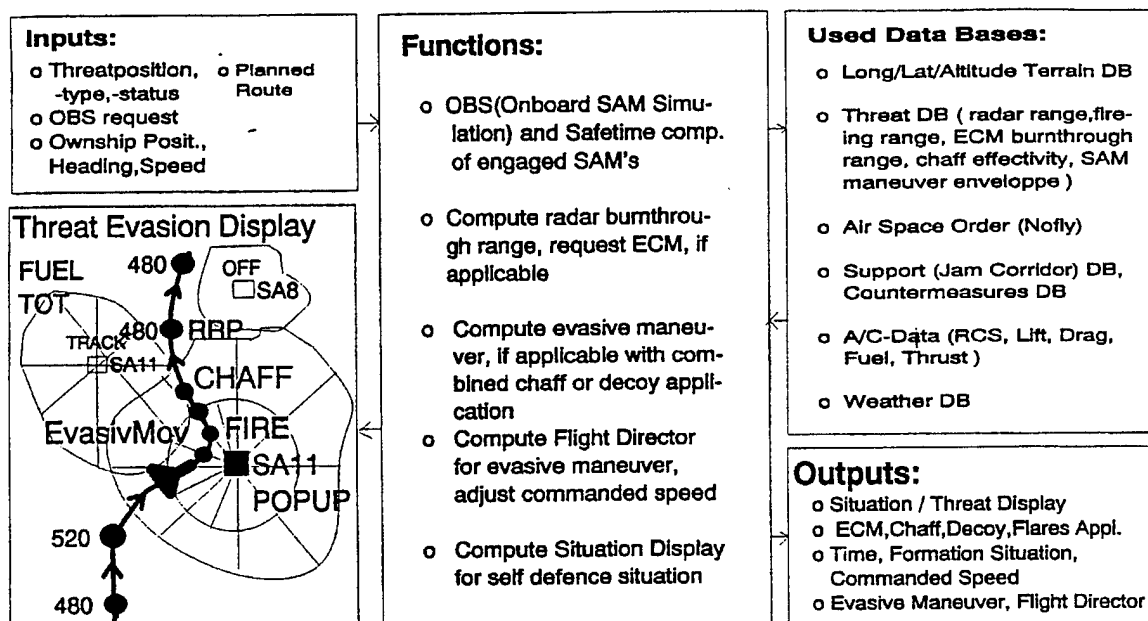 Inputs:
o Threatposition,
-type,-status
o OBS request
o Ownship Posit.,
Heading,Speed
o Planned
Route
Threat Evasion Display
FUEL
TOT
480
OFF
SA8
480
RRP
TRACK
SA11
CHAFF
EvasivMov
FIRE
SA11
POPUP
520
480
Functions:
o OBS(Onboard SAM Simu-
lation) and Safetime comp.
of engaged SAM's
o Compute radar burnthrou-
gh range, request ECM, if
applicable
o Compute evasive maneu-
ver, if applicable with com-
bined chaff or decoy appli-
cation
o Compute Flight Director
for evasive maneuver,
adjust commanded speed
o Compute Situation Display
for self defence situation
Used Data Bases:
o Long/Lat/Altitude Terrain DB
o Threat DB ( radar range,fire-
ing range, ECM burnthrough
range, chaff effectivity, SAM
maneuver enveloppe )
o Air Space Order (Nofly)
o Support (Jam Corridor) DB,
Countermeasures DB
o A/C-Data (RCS, Lift, Drag,
Fuel, Thrust )
o Weather DB
Outputs:
o Situation / Threat Display
o ECM,Chaff,Decoy,Flares Appl.
o Time, Formation Situation,
Commanded Speed
o Evasive Maneuver, Flight Director